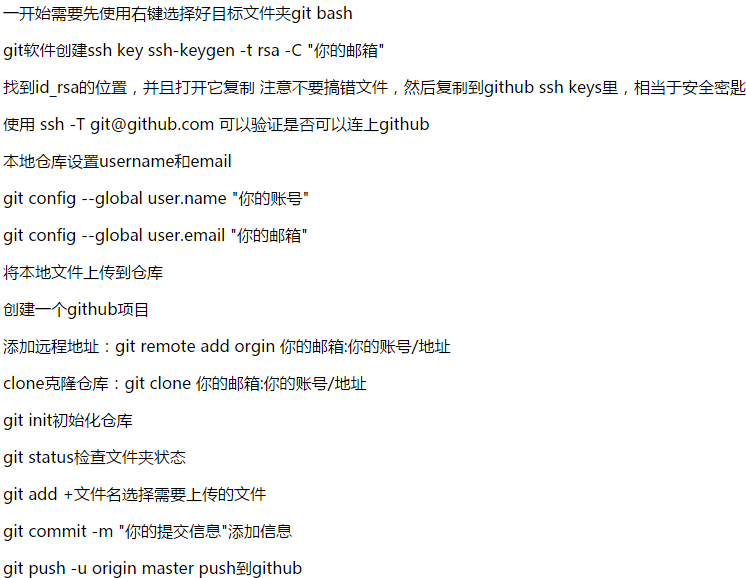 一开始需要先使用右键选择好目标文件夹git bash
git软件创建ssh key ssh-keygen -t rsa -C "你的邮箱"
找到id_rsa的位置，并且打开它复制 注意不要搞错文件，然后复制到github ssh keys里，相当于安全密匙
使用 ssh -T git@github.com 可以验证是否可以连上github
本地仓库设置username和email
git config --global user.name "你的账号"
git config --global user.email "你的邮箱"
将本地文件上传到仓库
创建一个github项目
添加远程地址：git remote add orgin 你的邮箱:你的账号/地址
clone克隆仓库：git clone 你的邮箱:你的账号/地址
git init初始化仓库
git status检查文件夹状态
git add +文件名选择需要上传的文件
git commit -m "你的提交信息"添加信息
git push -u origin master push到github